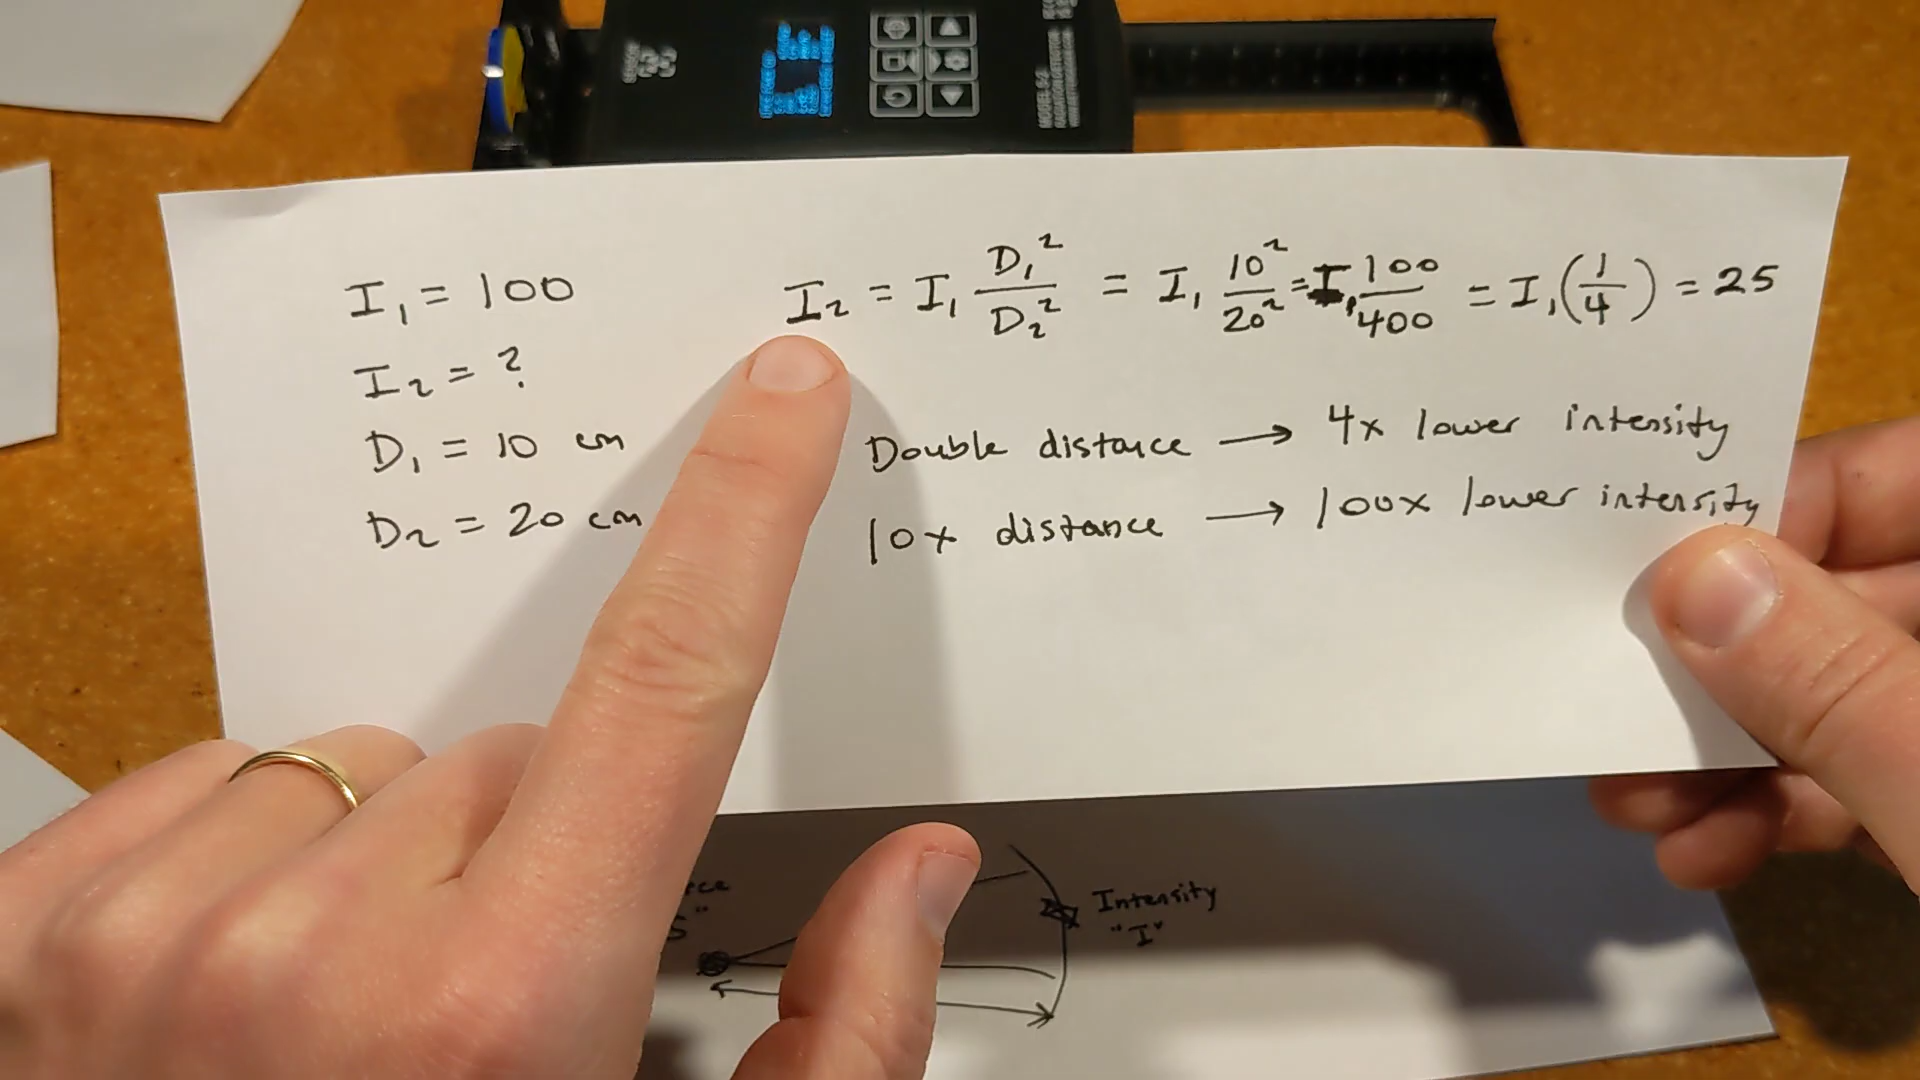 I₁ = 100
I₂ = ?
D₁ = 10 cm
D₂ = 20 cm
I₂ = I₁ D₁²/D₂² = I₁ 10²/20² = I₁ 100/400 = I₁(1/4) = 25
Double distance → 4x lower intensity
10x distance → 100x lower intensity
Intensity
"I"